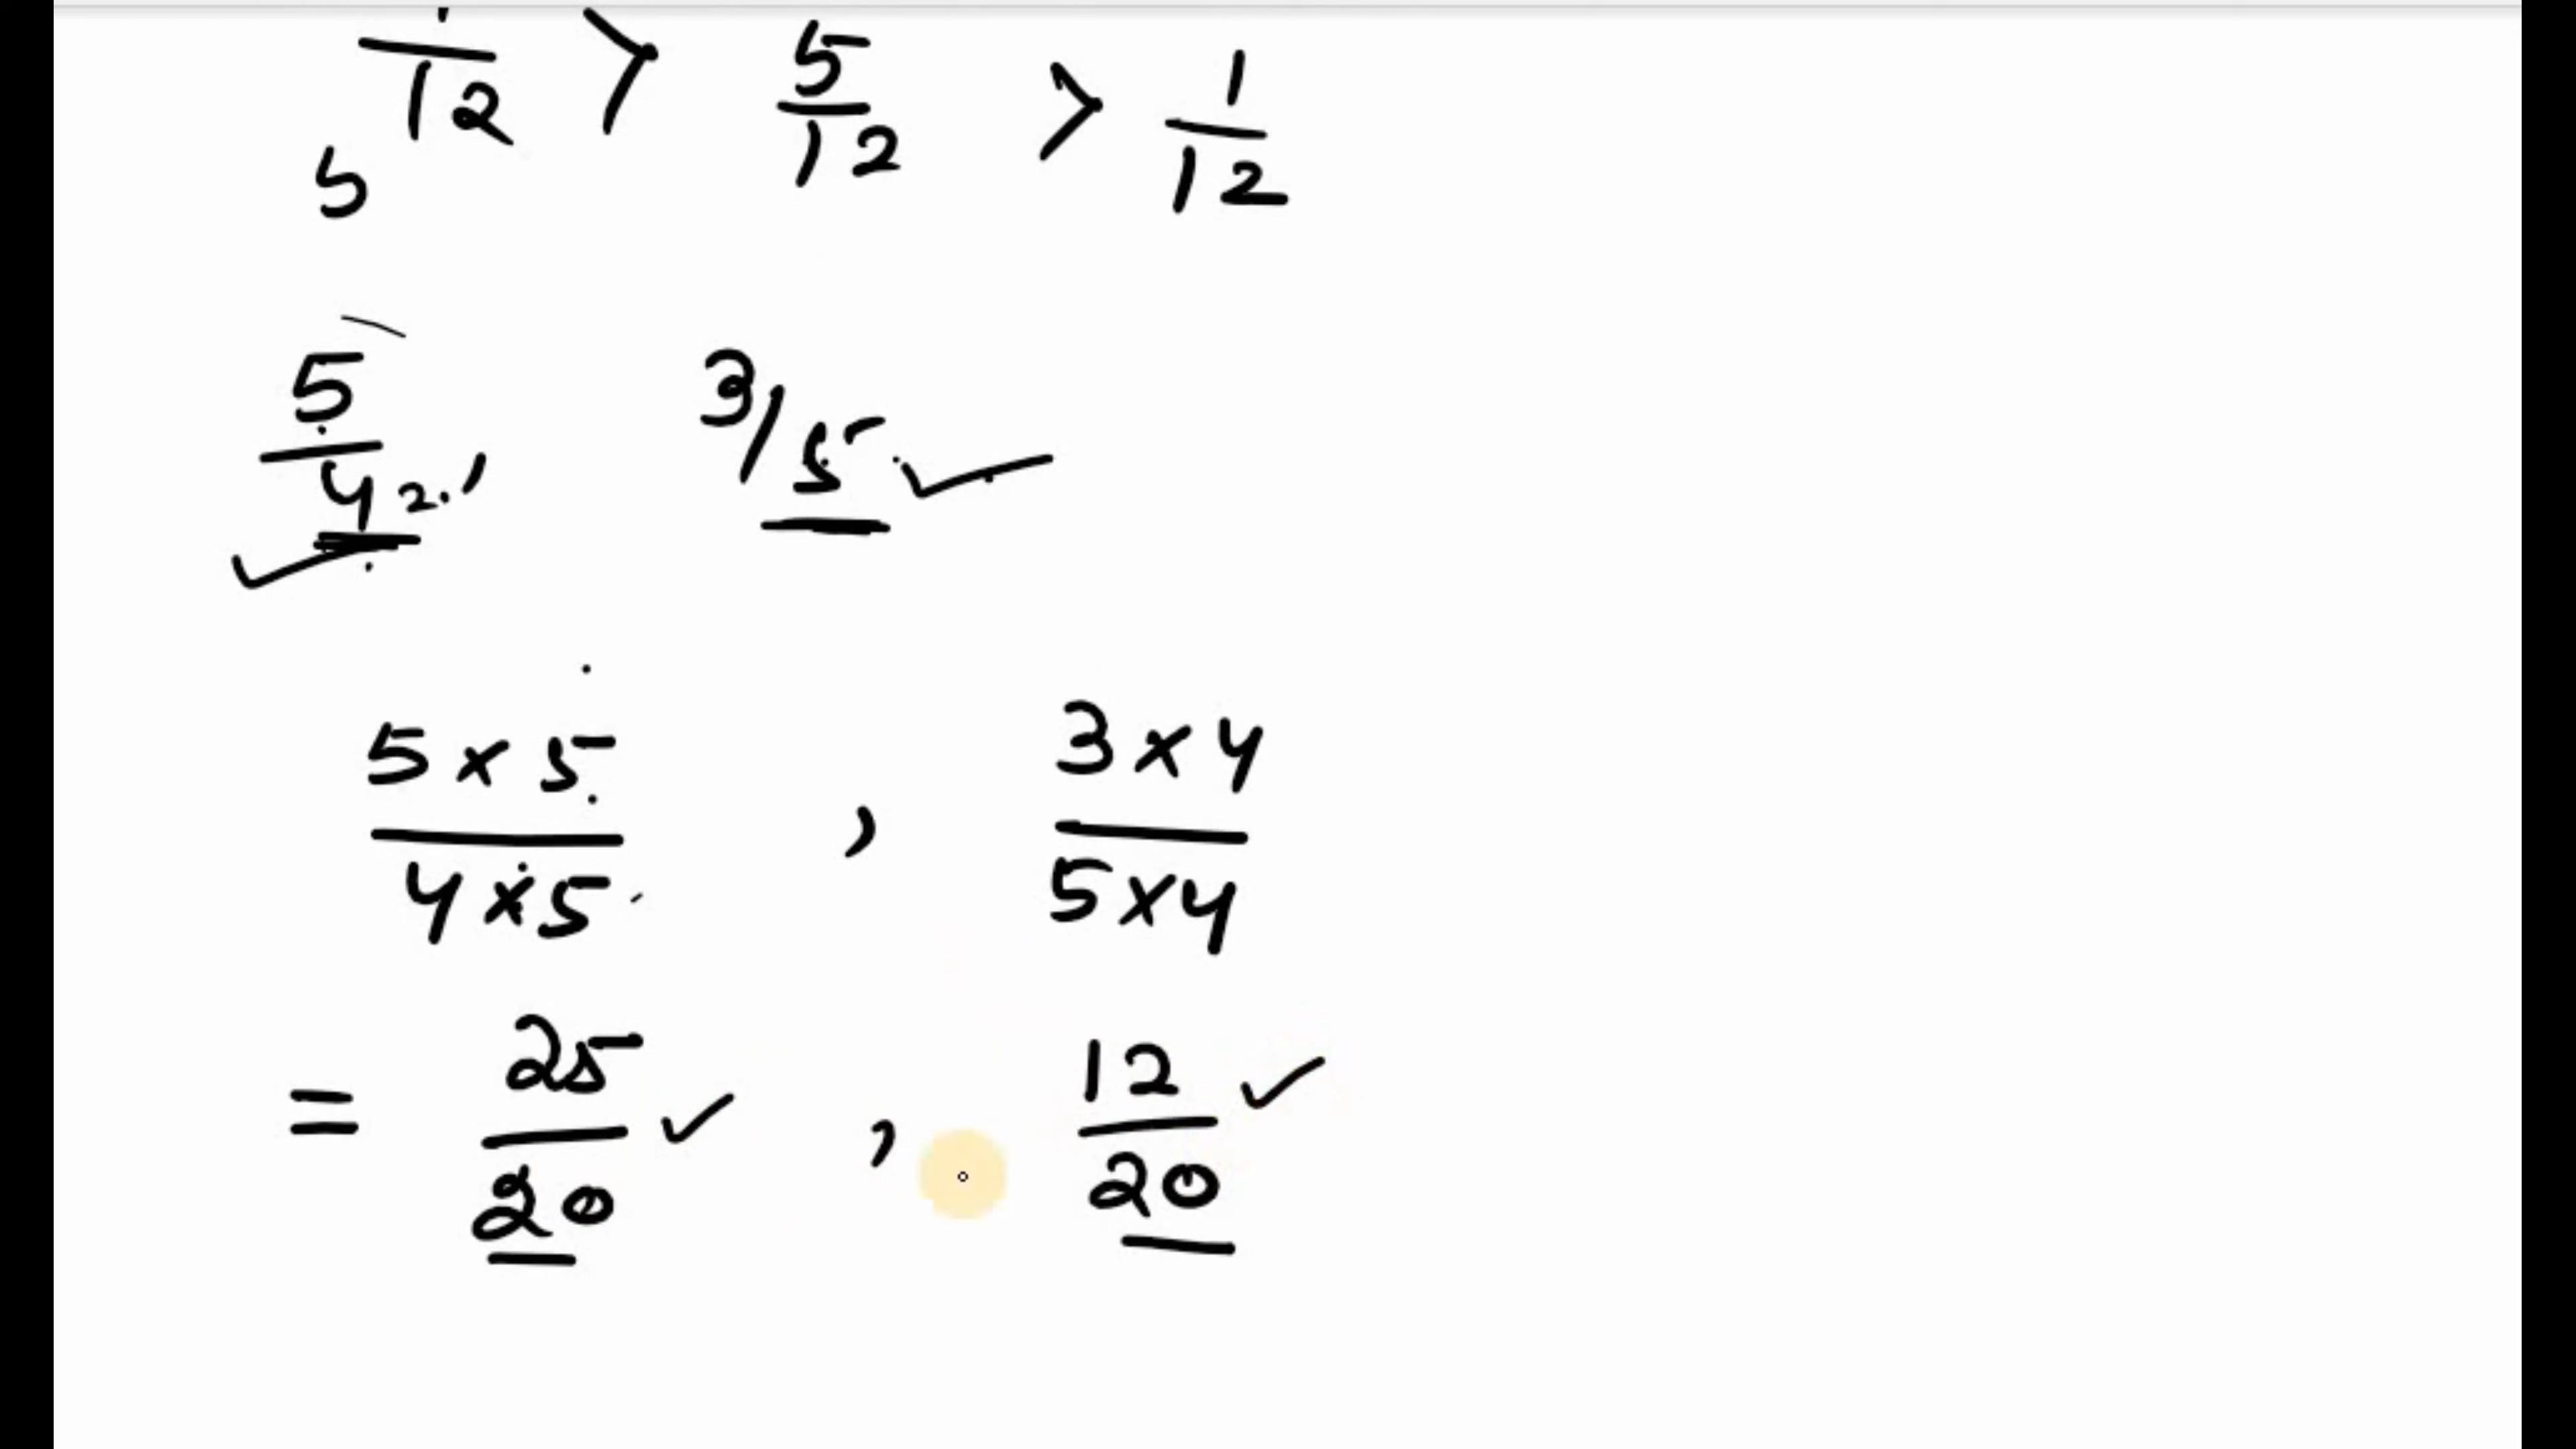 /12 > 5/12 > 1/12
5
5/4 2., 3/5 ✓
✓
5 x 5 / 4 x 5 , 3 x 4 / 5 x 4
= 25/20 ✓ , 12/20 ✓